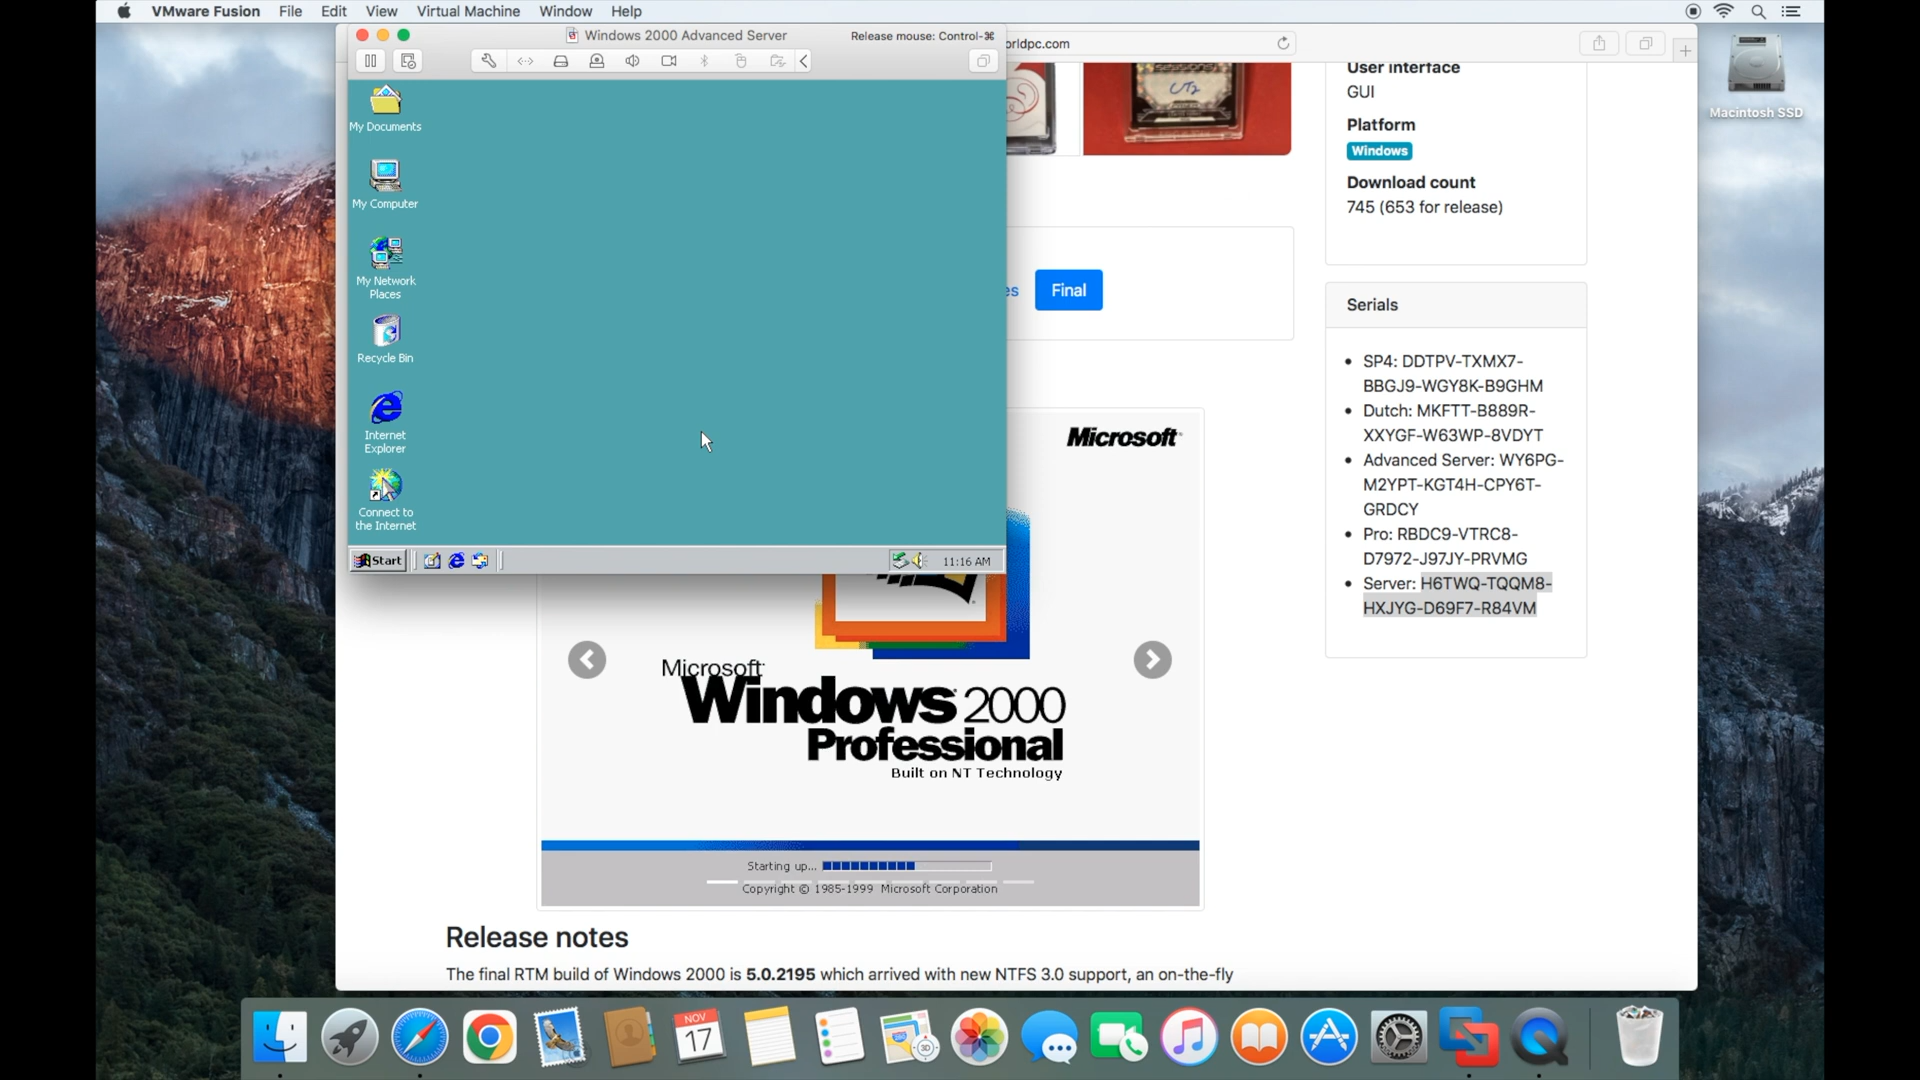 VMware Fusion File Edit View Virtual Machine Window Help
Windows 2000 Advanced Server
Release mouse: Control-⌘
orldpc.com
Macintosh SSD
My Documents
My Computer
My Network
Places
Recycle Bin
Internet
Explorer
Connect to
the Internet
Start
11:16 AM
User interface
GUI
Platform
Windows
Download count
745 (653 for release)
es
Final
Serials
SP4: DDTPV-TXMX7-
BBGJ9-WGY8K-B9GHM
Dutch: MKFTT-B889R-
XXYGF-W63WP-8VDYT
Advanced Server: WY6PG-
M2YPT-KGT4H-CPY6T-
GRDCY
Pro: RBDC9-VTRC8-
D7972-J97JY-PRVMG
Server: H6TWQ-TQQM8-
HXJYG-D69F7-R84VM
Microsoft
Microsoft
Windows 2000
Professional
Built on NT Technology
Starting up...
Copyright © 1985-1999 Microsoft Corporation
Release notes
The final RTM build of Windows 2000 is 5.0.2195 which arrived with new NTFS 3.0 support, an on-the-fly
NOV
17
3D